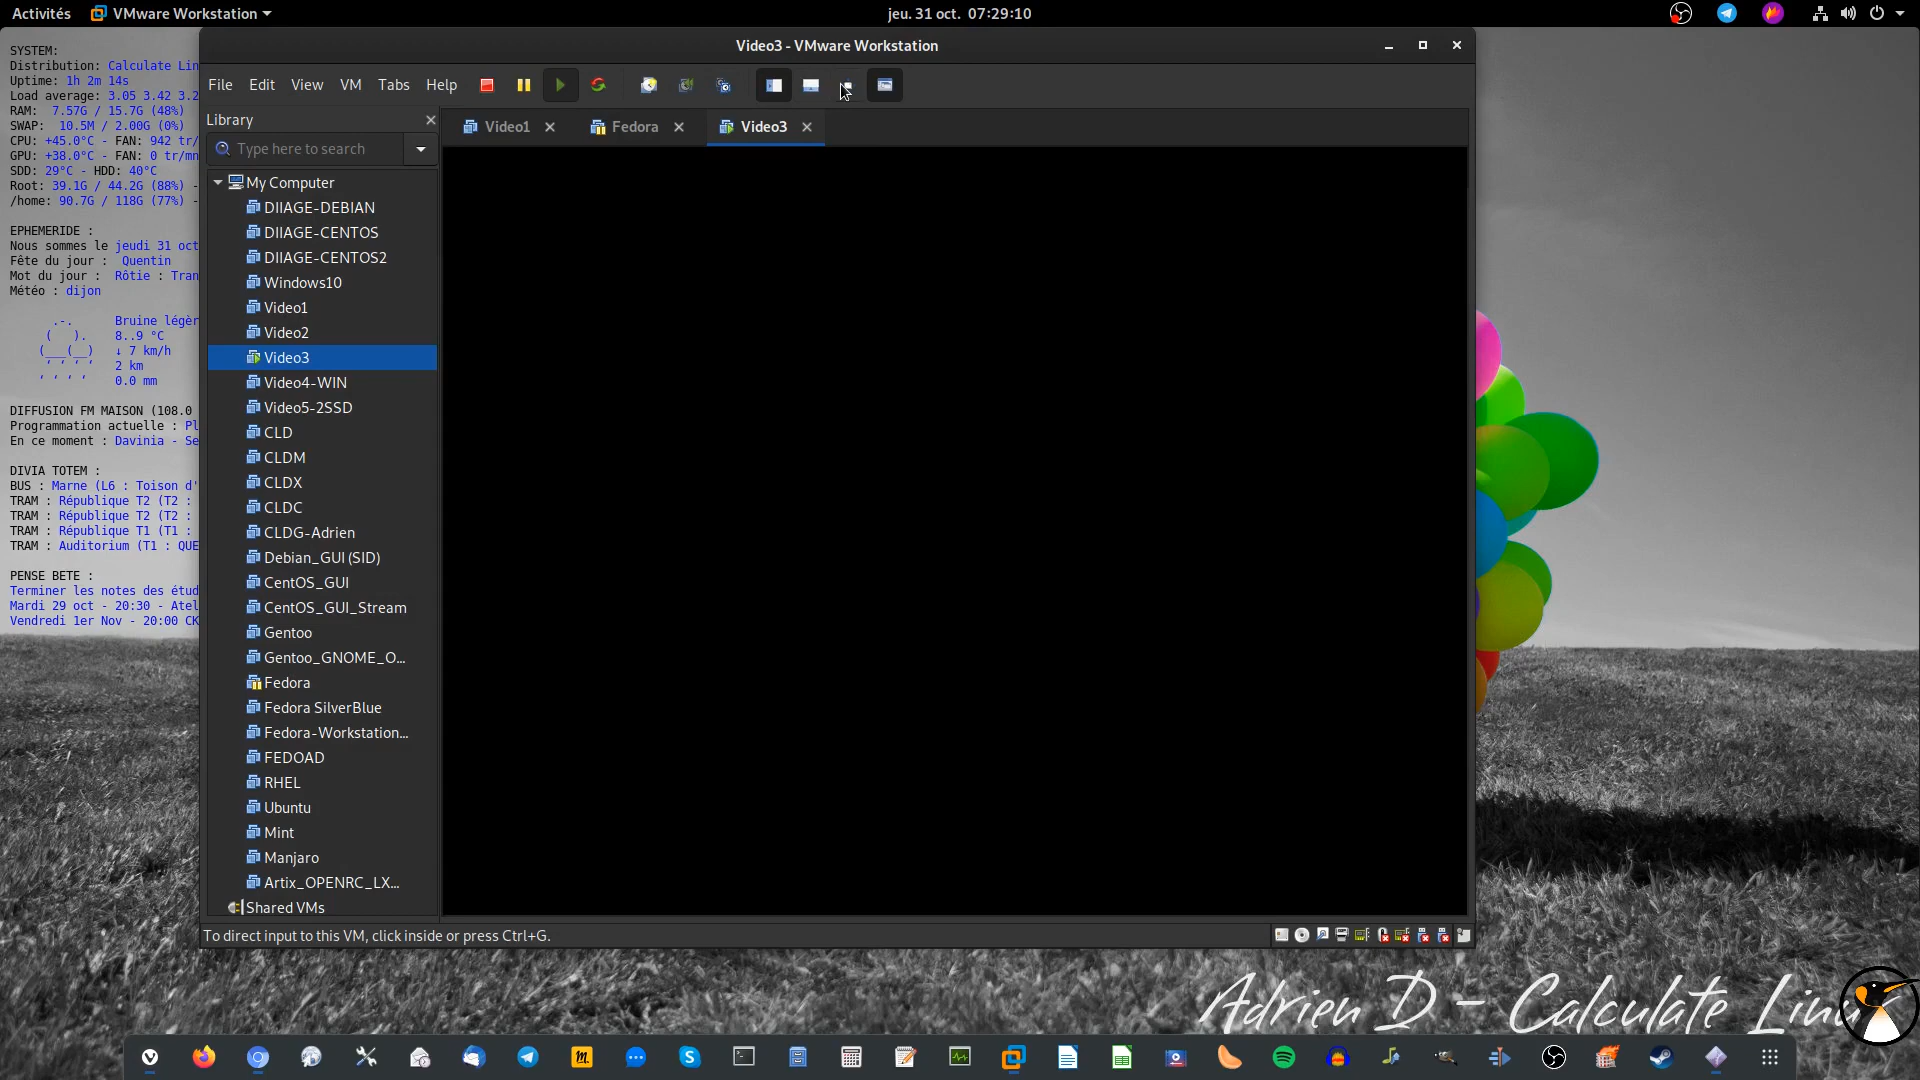 Activités
VMware Workstation
jeu. 31 oct. 07:29:10
SYSTEM:
Distribution: Calculate Lin
Uptime: 1h 2m 14s
Load average: 3.05 3.42 3.2
RAM: 7.57G / 15.7G (48%)
SWAP: 10.5M / 2.00G (0%)
CPU: +45.0°C - FAN: 942 tr/
GPU: +38.0°C - FAN: 0 tr/mn
SDD: 29°C - HDD: 40°C
Root: 39.1G / 44.2G (88%) -
/home: 90.7G / 118G (77%) -
EPHEMERIDE :
Nous sommes le jeudi 31 oct
Fête du jour : Quentin
Mot du jour : Rôtie : Tran
Météo : dijon
Bruine légèr
8..9 °C
↓ 7 km/h
2 km
0.0 mm
DIFFUSION FM MAISON (108.0
Programmation actuelle : Pl
En ce moment : Davinia - Se
DIVIA TOTEM :
BUS : Marne (L6 : Toison d'
TRAM : République T2 (T2 :
TRAM : République T2 (T2 :
TRAM : République T1 (T1 :
TRAM : Auditorium (T1 : QUE
PENSE BETE :
Terminer les notes des étud
Mardi 29 oct - 20:30 - Atel
Vendredi 1er Nov - 20:00 CK
Video3 - VMware Workstation
File Edit View VM Tabs Help
Library
Type here to search
My Computer
DIIAGE-DEBIAN
DIIAGE-CENTOS
DIIAGE-CENTOS2
Windows10
Video1
Video2
Video3
Video4-WIN
Video5-2SSD
CLD
CLDM
CLDX
CLDC
CLDG-Adrien
Debian_GUI (SID)
CentOS_GUI
CentOS_GUI_Stream
Gentoo
Gentoo_GNOME_O...
Fedora
Fedora SilverBlue
Fedora-Workstation...
FEDOAD
RHEL
Ubuntu
Mint
Manjaro
Artix_OPENRC_LX...
Shared VMs
Video1
Fedora
Video3
To direct input to this VM, click inside or press Ctrl+G.
Adrien D - Calculate Linux